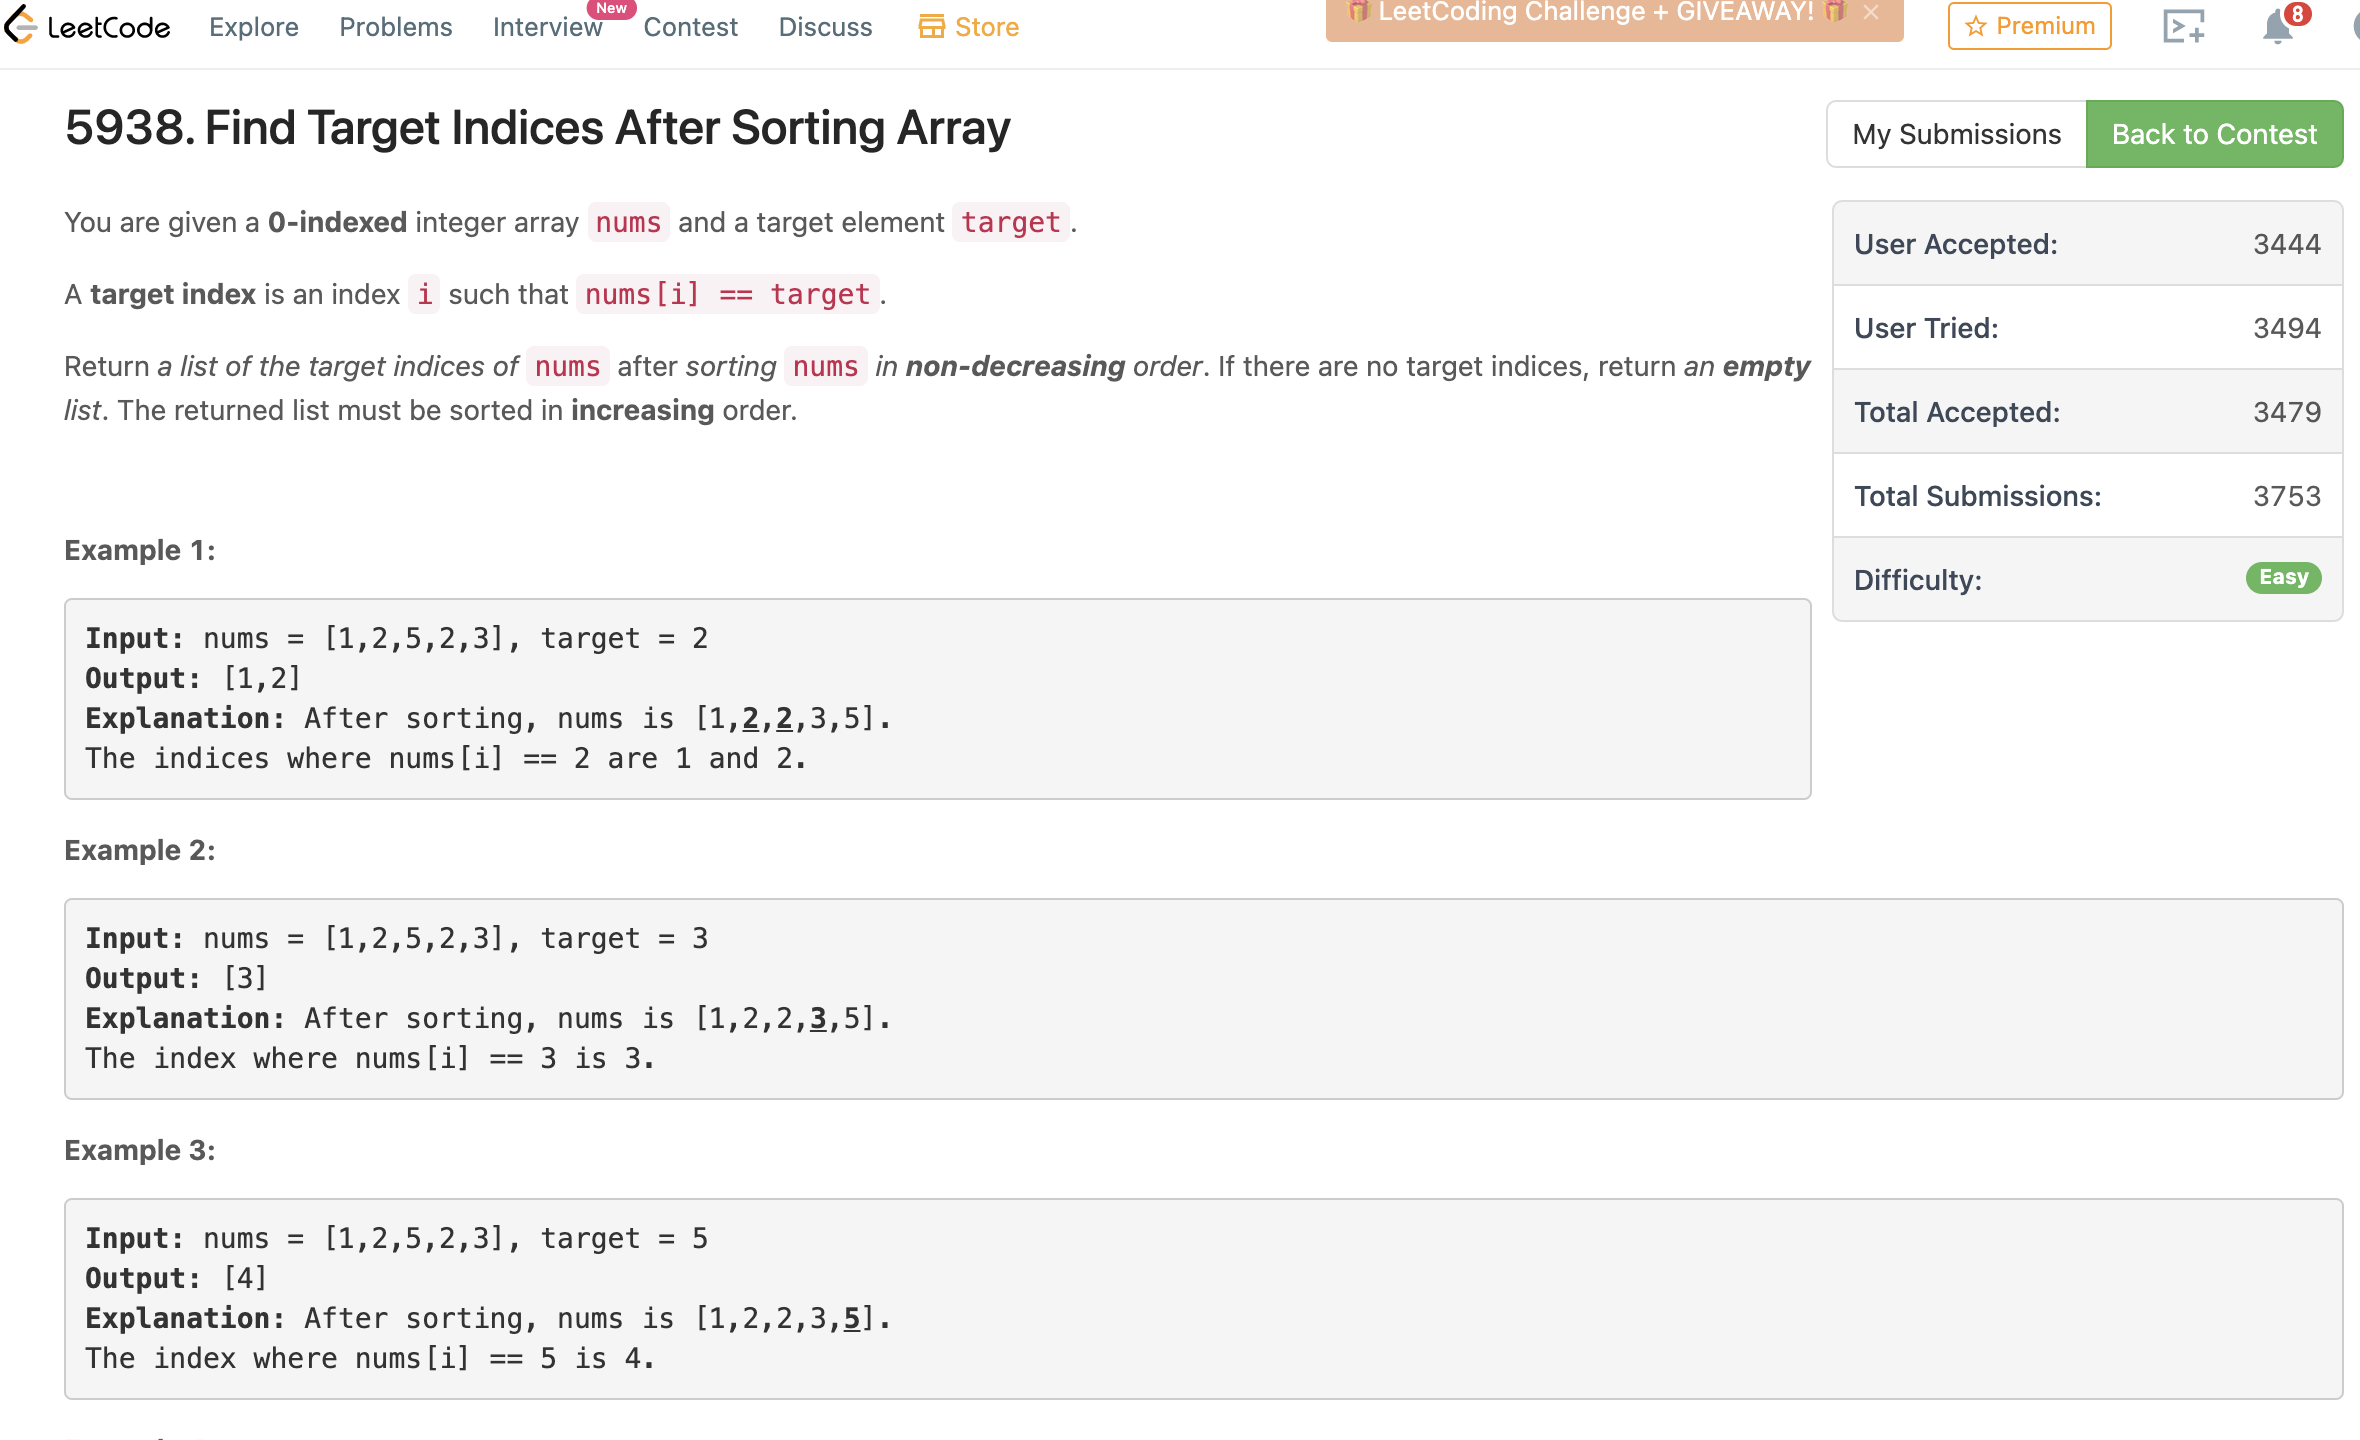 LeetCode Explore Problems Interview New Contest Discuss Store LeetCoding Challenge + GIVEAWAY! Premium 8
5938. Find Target Indices After Sorting Array
My Submissions Back to Contest
You are given a 0-indexed integer array nums and a target element target.
A target index is an index i such that nums[i] == target.
Return a list of the target indices of nums after sorting nums in non-decreasing order. If there are no target indices, return an empty
list. The returned list must be sorted in increasing order.
User Accepted: 3444
User Tried: 3494
Total Accepted: 3479
Total Submissions: 3753
Difficulty: Easy
Example 1:
Input: nums = [1,2,5,2,3], target = 2
Output: [1,2]
Explanation: After sorting, nums is [1,2,2,3,5].
The indices where nums[i] == 2 are 1 and 2.
Example 2:
Input: nums = [1,2,5,2,3], target = 3
Output: [3]
Explanation: After sorting, nums is [1,2,2,3,5].
The index where nums[i] == 3 is 3.
Example 3:
Input: nums = [1,2,5,2,3], target = 5
Output: [4]
Explanation: After sorting, nums is [1,2,2,3,5].
The index where nums[i] == 5 is 4.